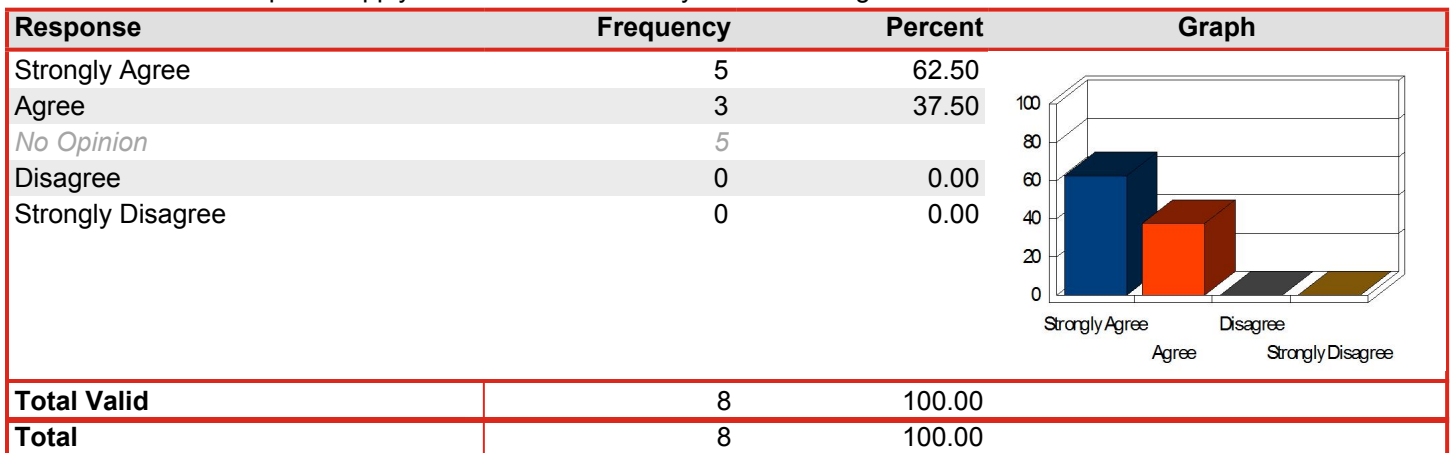 Response Frequency Percent Graph
Strongly Agree 5 62.50
Agree 3 37.50
No Opinion 5
Disagree 0 0.00
Strongly Disagree 0 0.00
100
80
60
40
20
0
Strongly Agree Disagree
Agree Strongly Disagree
Total Valid 8 100.00
Total 8 100.00